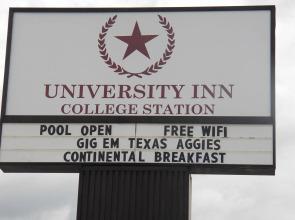 UNIVERSITY INN
COLLEGE STATION
POOL OPEN FREE WIFI
GIG EM TEXAS AGGIES
CONTINENTAL BREAKFAST